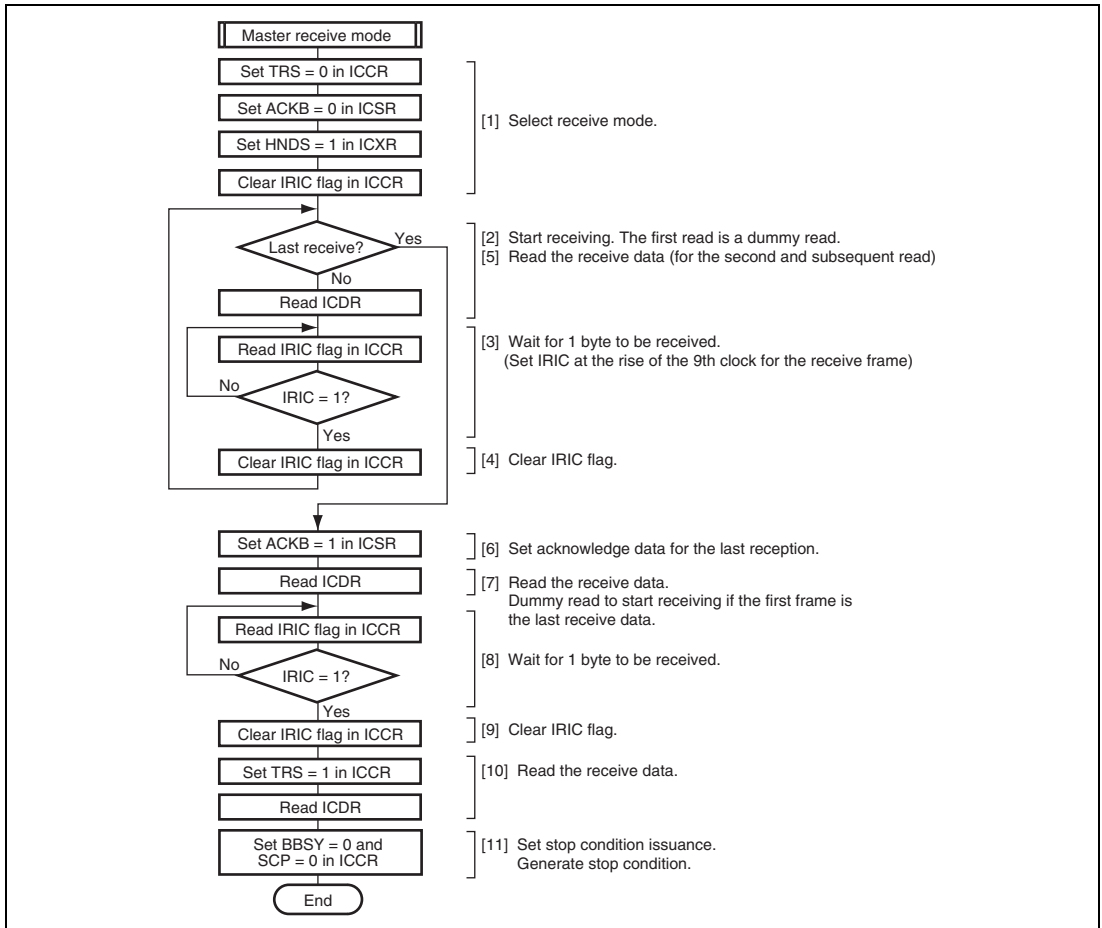 Master receive mode
Set TRS = 0 in ICCR
Set ACKB = 0 in ICSR
Set HNDS = 1 in ICXR
Clear IRIC flag in ICCR
[1] Select receive mode.
Last receive?
Yes
No
Read ICDR
[2] Start receiving. The first read is a dummy read.
[5] Read the receive data (for the second and subsequent read)
Read IRIC flag in ICCR
No
IRIC = 1?
Yes
[3] Wait for 1 byte to be received.
(Set IRIC at the rise of the 9th clock for the receive frame)
Clear IRIC flag in ICCR
[4] Clear IRIC flag.
Set ACKB = 1 in ICSR
[6] Set acknowledge data for the last reception.
Read ICDR
[7] Read the receive data.
Dummy read to start receiving if the first frame is
the last receive data.
Read IRIC flag in ICCR
No
IRIC = 1?
Yes
[8] Wait for 1 byte to be received.
Clear IRIC flag in ICCR
[9] Clear IRIC flag.
Set TRS = 1 in ICCR
Read ICDR
[10] Read the receive data.
Set BBSY = 0 and
SCP = 0 in ICCR
[11] Set stop condition issuance.
Generate stop condition.
End